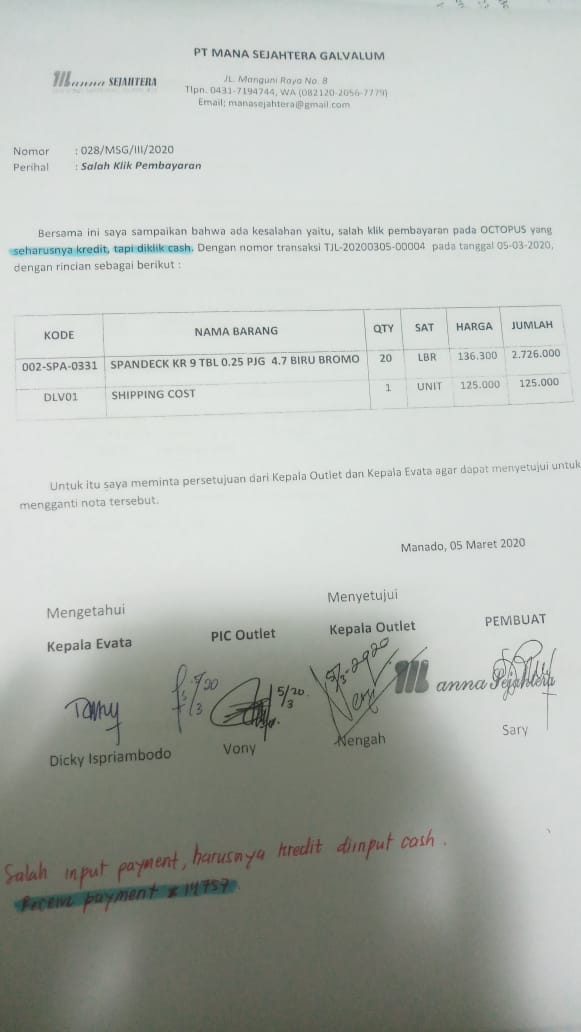 PT MANA SEJAHTERA GALVALUM
Manna SEJAHTERA
JL. Manguni Raya No. 8
Tlpn. 0431-7194744, WA (082120-2056-7779)
Email; manasejahtera@gmail.com
Nomor : 028/MSG/III/2020
Perihal : Salah Klik Pembayaran
Bersama ini saya sampaikan bahwa ada kesalahan yaitu, salah klik pembayaran pada OCTOPUS yang
seharusnya kredit, tapi diklik cash. Dengan nomor transaksi TJL-20200305-00004 pada tanggal 05-03-2020,
dengan rincian sebagai berikut :
KODE NAMA BARANG QTY SAT HARGA JUMLAH
002-SPA-0331 SPANDECK KR 9 TBL 0.25 PJG 4.7 BIRU BROMO 20 LBR 136.300 2.726.000
DLV01 SHIPPING COST 1 UNIT 125.000 125.000
Untuk itu saya meminta persetujuan dari Kepala Outlet dan Kepala Evata agar dapat menyetujui untuk
mengganti nota tersebut.
Manado, 05 Maret 2020
Mengetahui Menyetujui
Kepala Evata PIC Outlet Kepala Outlet PEMBUAT
5/20
3
5/3-2020
Manna Sejahtera
Dicky Ispriambodo Vony Nengah Sary
Salah input payment, harusnya kredit diinput cash.
Receive payment * 14757